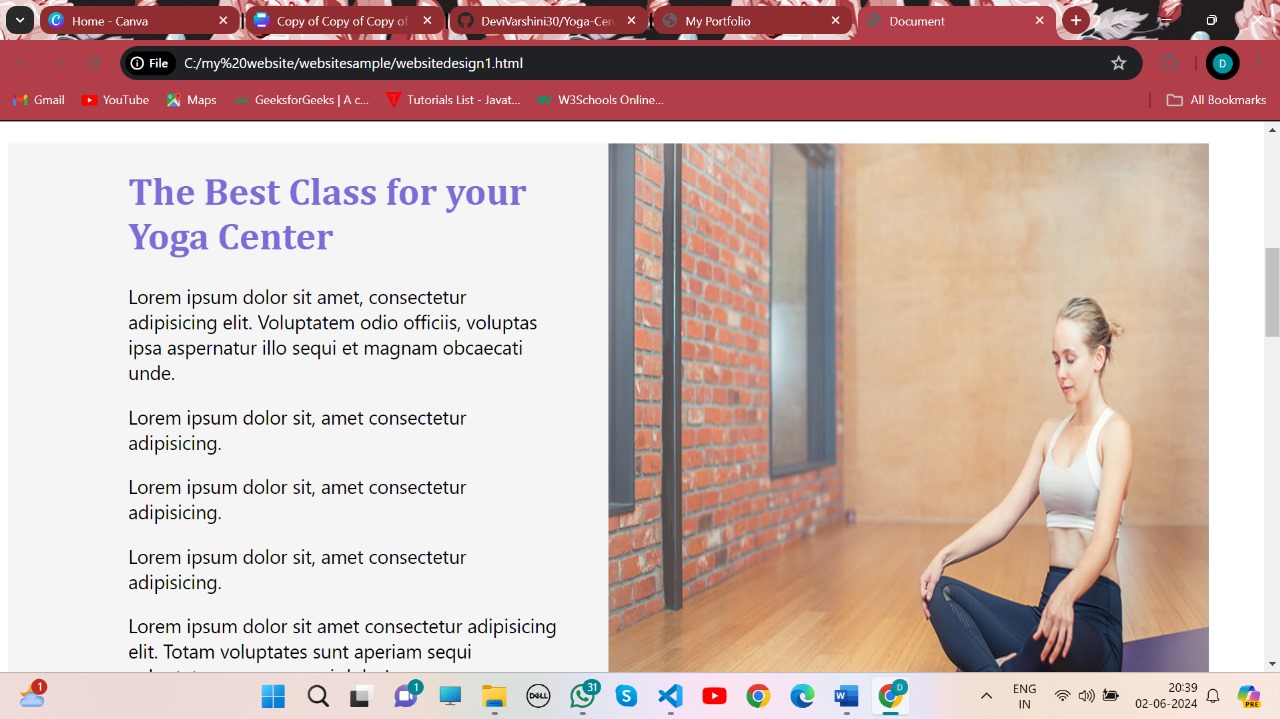 Home - Canva
Copy of Copy of Copy of
DeviVarshini30/Yoga-Cen
My Portfolio
Document
File
C:/my%20website/websitesample/websitedesign1.html
D
Gmail
YouTube
Maps
GeeksforGeeks | A c...
Tutorials List - Javat...
W3Schools Online...
All Bookmarks
The Best Class for your
Yoga Center
Lorem ipsum dolor sit amet, consectetur
adipisicing elit. Voluptatem odio officiis, voluptas
ipsa aspernatur illo sequi et magnam obcaecati
unde.
Lorem ipsum dolor sit, amet consectetur
adipisicing.
Lorem ipsum dolor sit, amet consectetur
adipisicing.
Lorem ipsum dolor sit, amet consectetur
adipisicing.
Lorem ipsum dolor sit amet consectetur adipisicing
elit. Totam voluptates sunt aperiam sequi
1
1
DELL
31
D
ENG
IN
20:39
02-06-2024
PRE